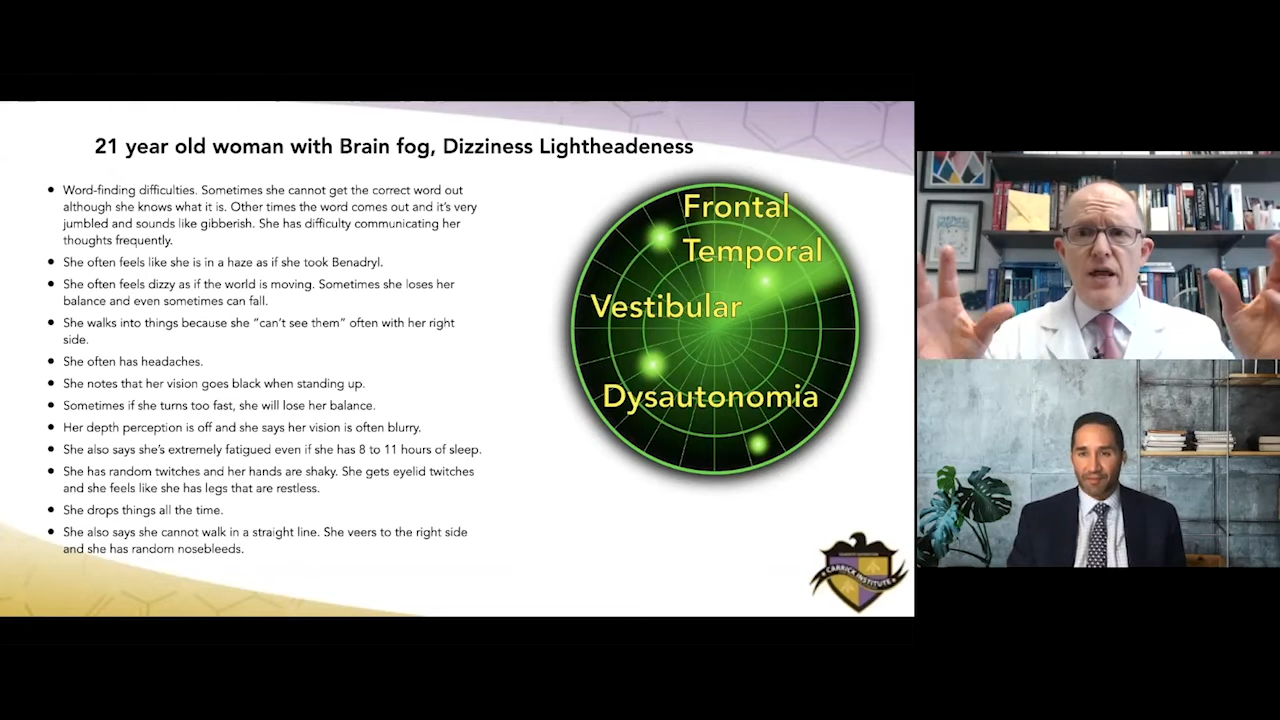 21 year old woman with Brain fog, Dizziness Lightheadeness
• Word-finding difficulties. Sometimes she cannot get the correct word out
although she knows what it is. Other times the word comes out and it's very
jumbled and sounds like gibberish. She has difficulty communicating her
thoughts frequently.
• She often feels like she is in a haze as if she took Benadryl.
• She often feels dizzy as if the world is moving. Sometimes she loses her
balance and even sometimes can fall.
• She walks into things because she "can't see them" often with her right
side.
• She often has headaches.
• She notes that her vision goes black when standing up.
• Sometimes if she turns too fast, she will lose her balance.
• Her depth perception is off and she says her vision is often blurry.
• She also says she's extremely fatigued even if she has 8 to 11 hours of sleep.
• She has random twitches and her hands are shaky. She gets eyelid twitches
and she feels like she has legs that are restless.
• She drops things all the time.
• She also says she cannot walk in a straight line. She veers to the right side
and she has random nosebleeds.
Frontal
Temporal
Vestibular
Dysautonomia
CARRICK INSTITUTE